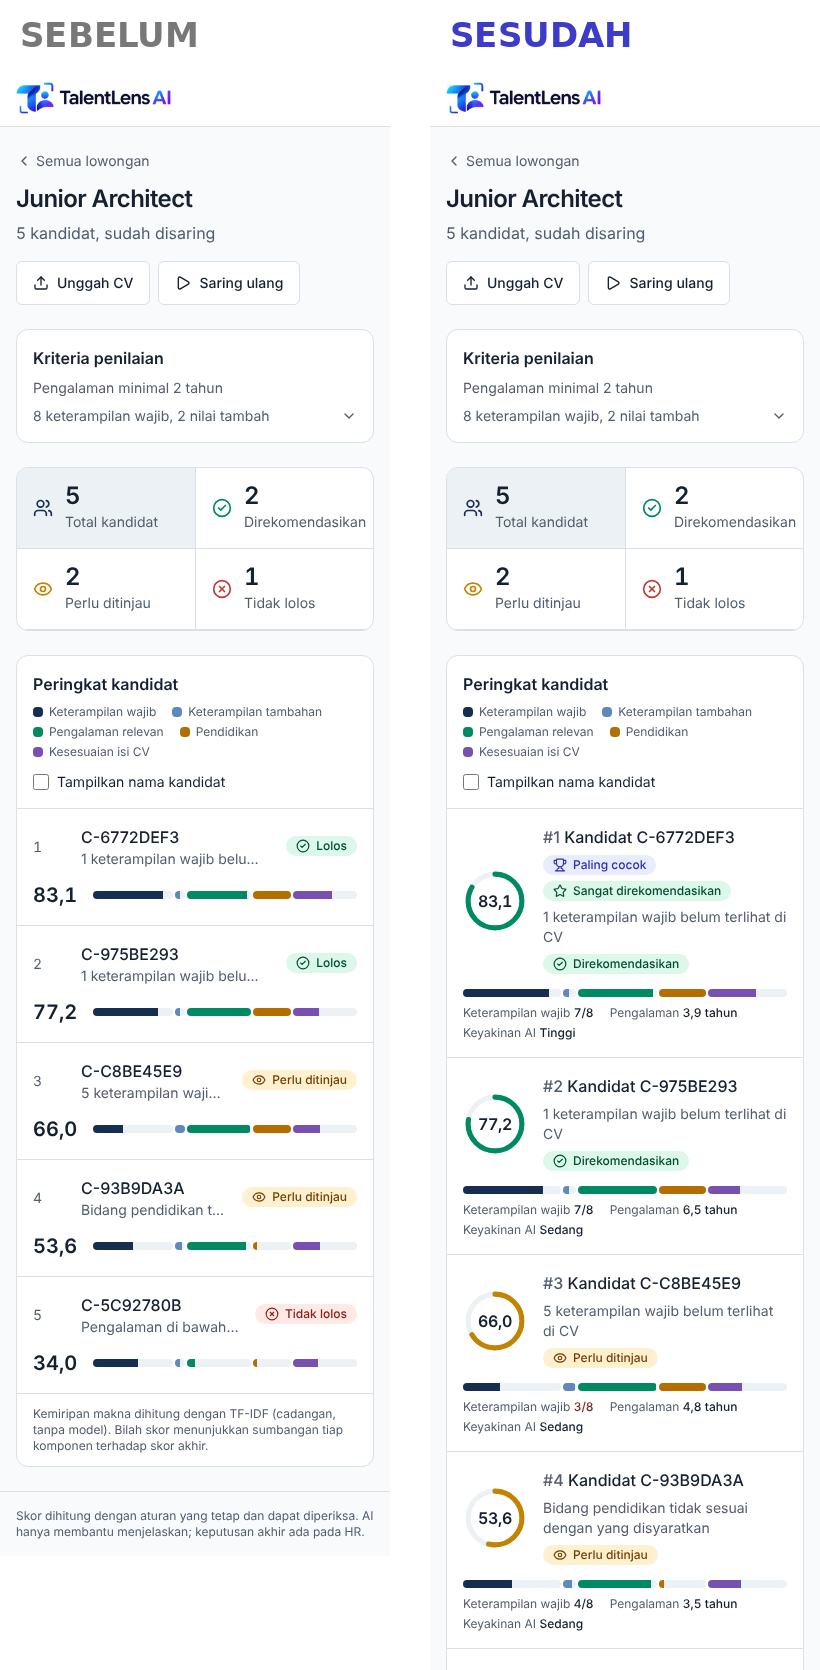 SEBELUM
TalentLens AI
Semua lowongan
Junior Architect
5 kandidat, sudah disaring
Unggah CV
Saring ulang
Kriteria penilaian
Pengalaman minimal 2 tahun
8 keterampilan wajib, 2 nilai tambah
5
Total kandidat
2
Direkomendasikan
2
Perlu ditinjau
1
Tidak lolos
Peringkat kandidat
Keterampilan wajib
Keterampilan tambahan
Pengalaman relevan
Pendidikan
Kesesuaian isi CV
Tampilkan nama kandidat
1
C-6772DEF3
1 keterampilan wajib belu...
Lolos
83,1
2
C-975BE293
1 keterampilan wajib belu...
Lolos
77,2
3
C-C8BE45E9
5 keterampilan waji...
Perlu ditinjau
66,0
4
C-93B9DA3A
Bidang pendidikan t...
Perlu ditinjau
53,6
5
C-5C92780B
Pengalaman di bawah...
Tidak lolos
34,0
Kemiripan makna dihitung dengan TF-IDF (cadangan,
tanpa model). Bilah skor menunjukkan sumbangan tiap
komponen terhadap skor akhir.
Skor dihitung dengan aturan yang tetap dan dapat diperiksa. AI
hanya membantu menjelaskan; keputusan akhir ada pada HR.
SESUDAH
TalentLens AI
Semua lowongan
Junior Architect
5 kandidat, sudah disaring
Unggah CV
Saring ulang
Kriteria penilaian
Pengalaman minimal 2 tahun
8 keterampilan wajib, 2 nilai tambah
5
Total kandidat
2
Direkomendasikan
2
Perlu ditinjau
1
Tidak lolos
Peringkat kandidat
Keterampilan wajib
Keterampilan tambahan
Pengalaman relevan
Pendidikan
Kesesuaian isi CV
Tampilkan nama kandidat
83,1
#1 Kandidat C-6772DEF3
Paling cocok
Sangat direkomendasikan
1 keterampilan wajib belum terlihat di
CV
Direkomendasikan
Keterampilan wajib 7/8
Pengalaman 3,9 tahun
Keyakinan AI Tinggi
77,2
#2 Kandidat C-975BE293
1 keterampilan wajib belum terlihat di
CV
Direkomendasikan
Keterampilan wajib 7/8
Pengalaman 6,5 tahun
Keyakinan AI Sedang
66,0
#3 Kandidat C-C8BE45E9
5 keterampilan wajib belum terlihat
di CV
Perlu ditinjau
Keterampilan wajib 3/8
Pengalaman 4,8 tahun
Keyakinan AI Sedang
53,6
#4 Kandidat C-93B9DA3A
Bidang pendidikan tidak sesuai
dengan yang disyaratkan
Perlu ditinjau
Keterampilan wajib 4/8
Pengalaman 3,5 tahun
Keyakinan AI Sedang